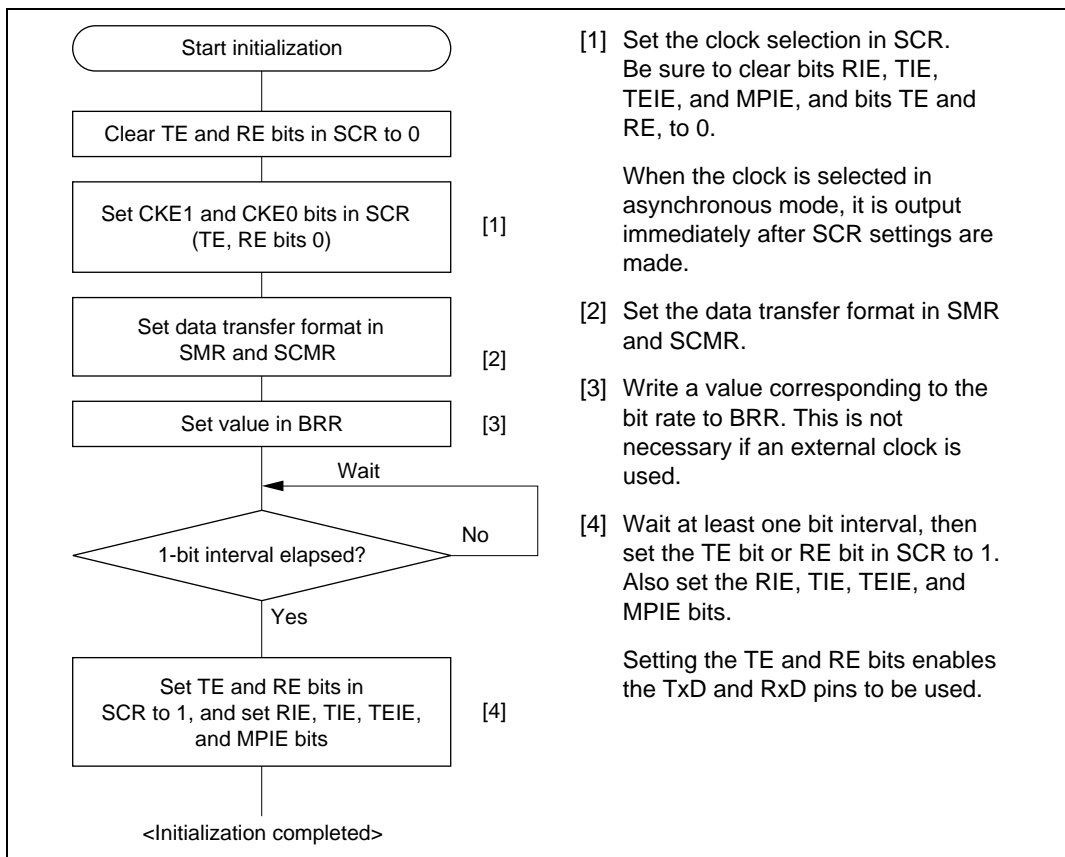 Start initialization
Clear TE and RE bits in SCR to 0
Set CKE1 and CKE0 bits in SCR
(TE, RE bits 0)
[1]
Set data transfer format in
SMR and SCMR
[2]
Set value in BRR
[3]
Wait
No
1-bit interval elapsed?
Yes
Set TE and RE bits in
SCR to 1, and set RIE, TIE, TEIE,
and MPIE bits
[4]
<Initialization completed>
[1] Set the clock selection in SCR.
Be sure to clear bits RIE, TIE,
TEIE, and MPIE, and bits TE and
RE, to 0.
When the clock is selected in
asynchronous mode, it is output
immediately after SCR settings are
made.
[2] Set the data transfer format in SMR
and SCMR.
[3] Write a value corresponding to the
bit rate to BRR. This is not
necessary if an external clock is
used.
[4] Wait at least one bit interval, then
set the TE bit or RE bit in SCR to 1.
Also set the RIE, TIE, TEIE, and
MPIE bits.
Setting the TE and RE bits enables
the TxD and RxD pins to be used.